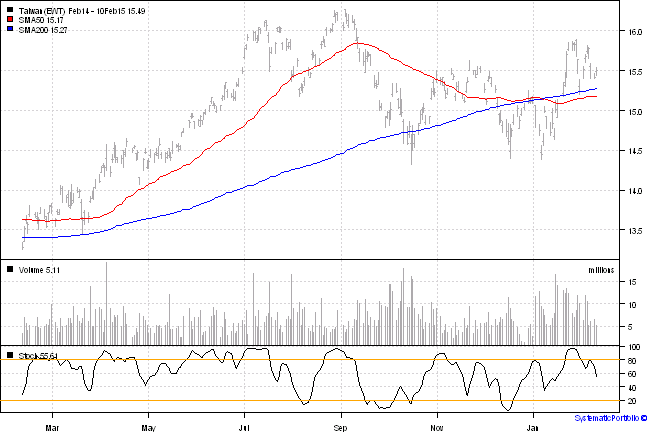 Taiwan (EWT) Feb14 - 10Feb15 15.49
SMA50 15.17
SMA200 15.27
16.0
15.5
15.0
14.5
14.0
13.5
Volume 5.11
millions
15
10
5
Stock 55.61
100
80
60
40
20
Mar May Jul Sep Nov Jan
SystematicPortfolio ©